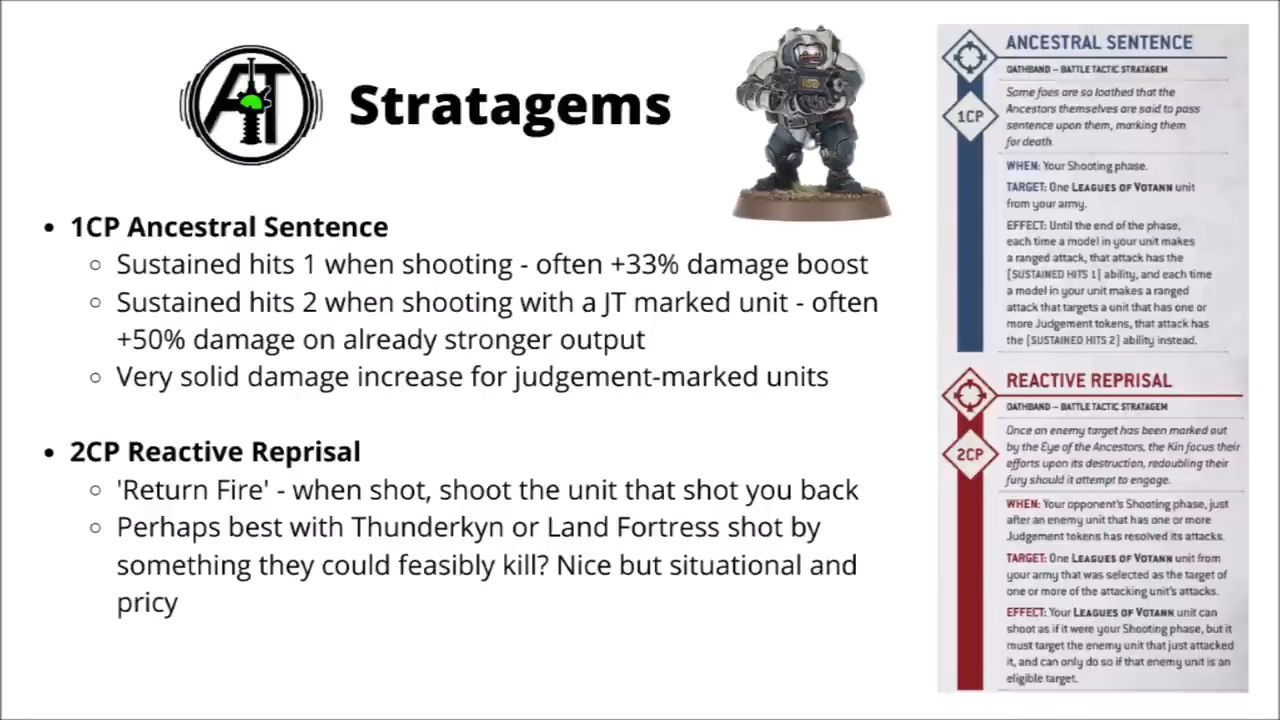 AT
Stratagems
• 1CP Ancestral Sentence
○ Sustained hits 1 when shooting - often +33% damage boost
○ Sustained hits 2 when shooting with a JT marked unit - often
+50% damage on already stronger output
○ Very solid damage increase for judgement-marked units
• 2CP Reactive Reprisal
○ 'Return Fire' - when shot, shoot the unit that shot you back
○ Perhaps best with Thunderkyn or Land Fortress shot by
something they could feasibly kill? Nice but situational and
pricy
ANCESTRAL SENTENCE
OATHBAND – BATTLE TACTIC STRATAGEM
1CP
Some foes are so loathed that the
Ancestors themselves are said to pass
sentence upon them, marking them
for death.
WHEN: Your Shooting phase.
TARGET: One LEAGUES OF VOTANN unit
from your army.
EFFECT: Until the end of the phase,
each time a model in your unit makes
a ranged attack, that attack has the
[SUSTAINED HITS 1] ability, and each time
a model in your unit makes a ranged
attack that targets a unit that has one or
more Judgement tokens, that attack has
the [SUSTAINED HITS 2] ability instead.
REACTIVE REPRISAL
OATHBAND – BATTLE TACTIC STRATAGEM
2CP
Once an enemy target has been marked out
by the Eye of the Ancestors, the Kin focus their
efforts upon its destruction, redoubling their
fury should it attempt to engage.
WHEN: Your opponent's Shooting phase, just
after an enemy unit that has one or more
Judgement tokens has resolved its attacks.
TARGET: One LEAGUES OF VOTANN unit from
your army that was selected as the target of
one or more of the attacking unit's attacks.
EFFECT: Your LEAGUES OF VOTANN unit can
shoot as if it were your Shooting phase, but it
must target the enemy unit that just attacked
it, and can only do so if that enemy unit is an
eligible target.